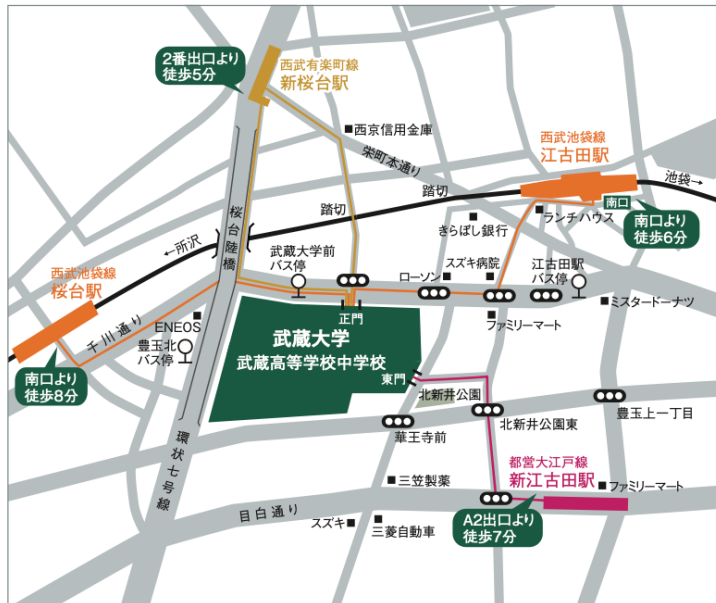 2番出口より
徒歩5分
西武有楽町線
新桜台駅
西京信用金庫
栄町本通り
西武池袋線
江古田駅
池袋→
南口
南口より
徒歩6分
踏切
踏切
ランチハウス
きらぼし銀行
桜台陸橋
←所沢
武蔵大学前
バス停
ローソン
スズキ病院
江古田駅
バス停
西武池袋線
桜台駅
千川通り
ENEOS
豊玉北
バス停
正門
ファミリーマート
ミスタードーナツ
武蔵大学
武蔵高等学校中学校
東門
南口より
徒歩8分
北新井公園
華王寺前
北新井公園東
豊玉上一丁目
環状七号線
都営大江戸線
新江古田駅
三笠製薬
ファミリーマート
目白通り
スズキ
三菱自動車
A2出口より
徒歩7分